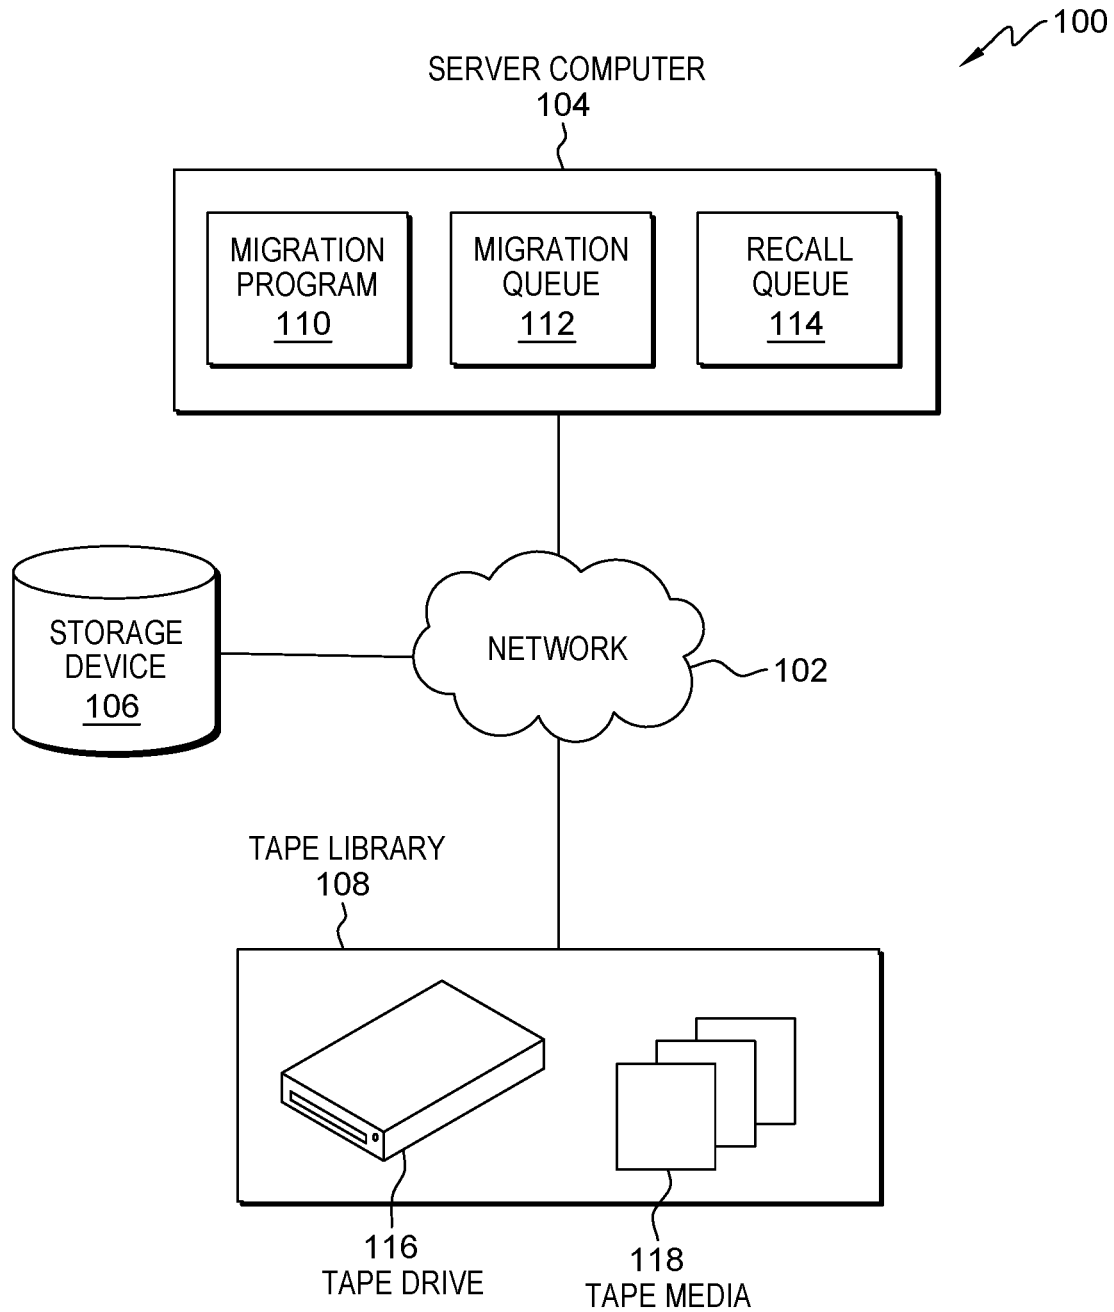 100
SERVER COMPUTER
104
MIGRATION
PROGRAM
110
MIGRATION
QUEUE
112
RECALL
QUEUE
114
STORAGE
DEVICE
106
NETWORK
102
TAPE LIBRARY
108
116
TAPE DRIVE
118
TAPE MEDIA